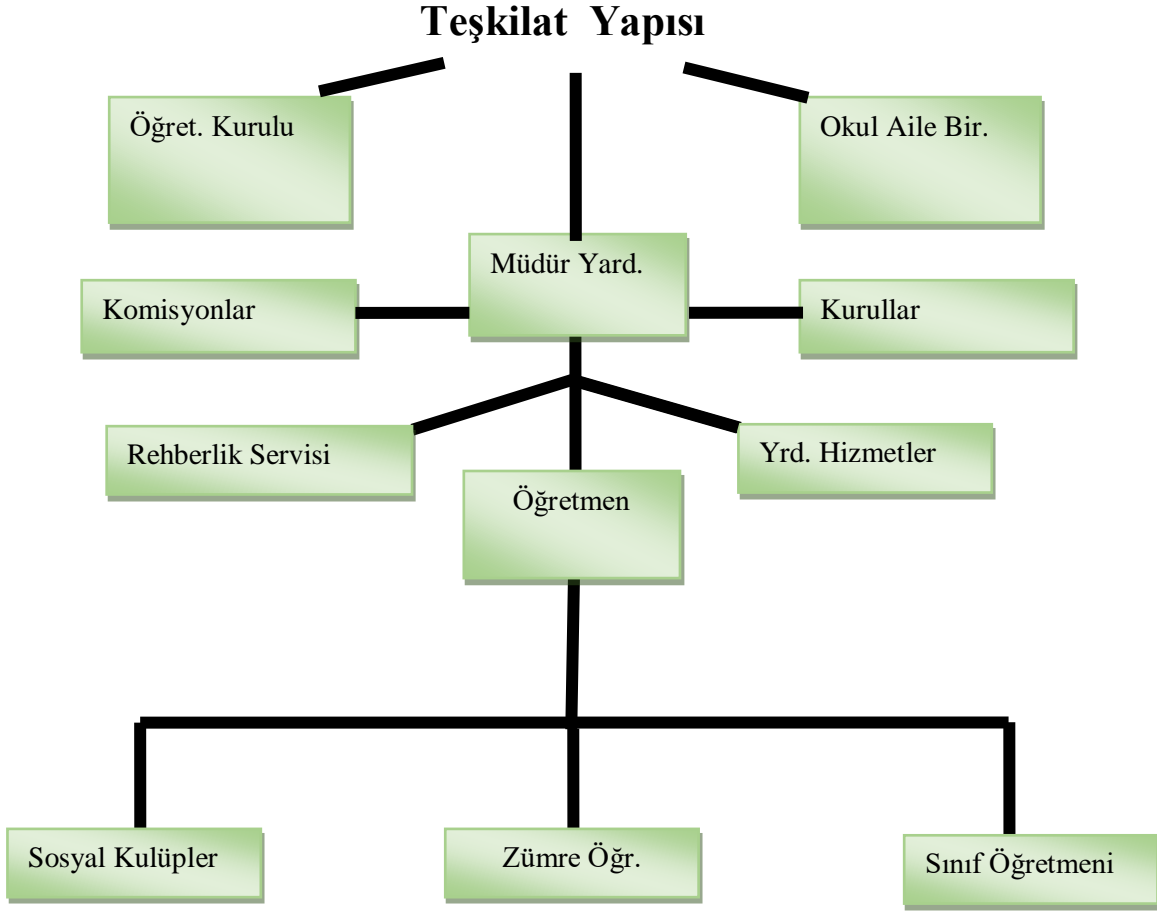 Teşkilat Yapısı
Öğret. Kurulu
Okul Aile Bir.
Müdür Yard.
Komisyonlar
Kurullar
Rehberlik Servisi
Yrd. Hizmetler
Öğretmen
Sosyal Kulüpler
Zümre Öğr.
Sınıf Öğretmeni